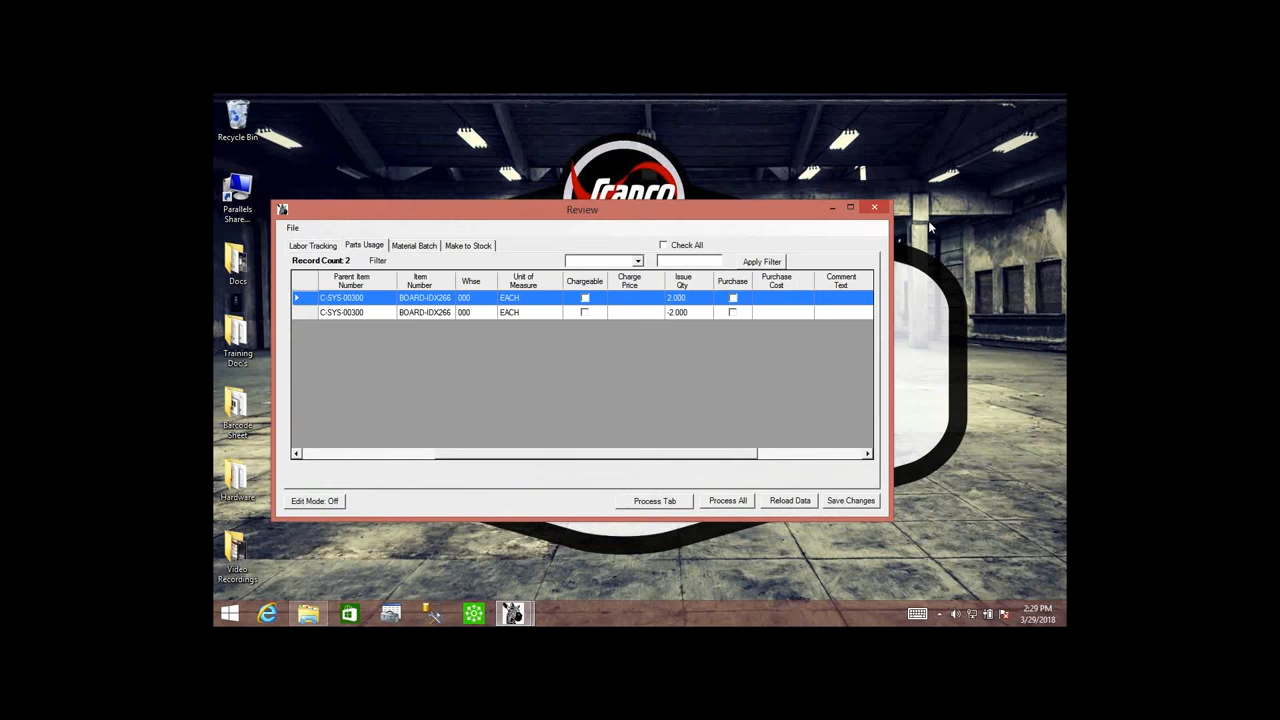 Recycle Bin
Parallels
Share...
Docs
Training
Doc's
Barcode
Sheet
Hardware
Video
Recordings
Review
File
Labor Tracking
Parts Usage
Material Batch
Make to Stock
Check All
Record Count: 2
Filter
Apply Filter
Parent Item Number
Item Number
Whse
Unit of Measure
Chargeable
Charge Price
Issue Qty
Purchase
Purchase Cost
Comment Text
C-SYS-00300 BOARD-IDX266 000 EACH 2.000
C-SYS-00300 BOARD-IDX266 000 EACH -2.000
Edit Mode: Off
Process Tab
Process All
Reload Data
Save Changes
2:29 PM
3/29/2018